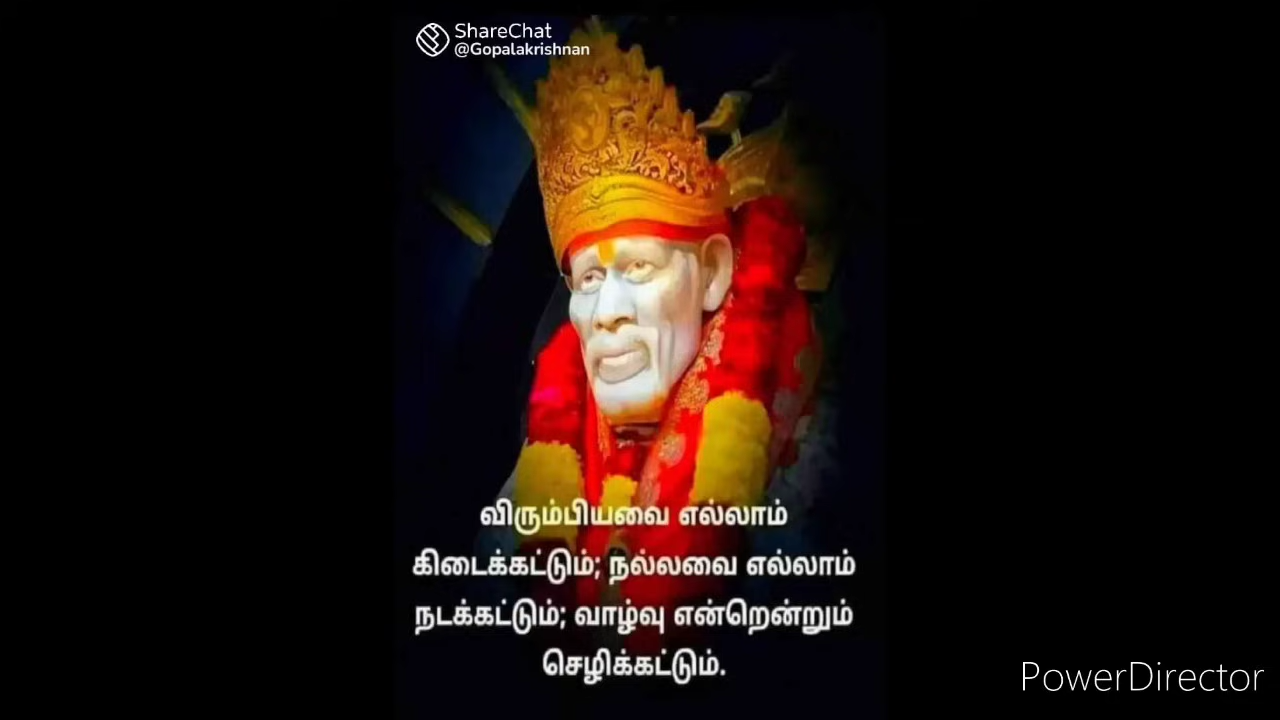 ShareChat
@Gopalakrishnan
விரும்பியவை எல்லாம்
கிடைக்கட்டும்; நல்லவை எல்லாம்
நடக்கட்டும்; வாழ்வு என்றென்றும்
செழிக்கட்டும்.
PowerDirector